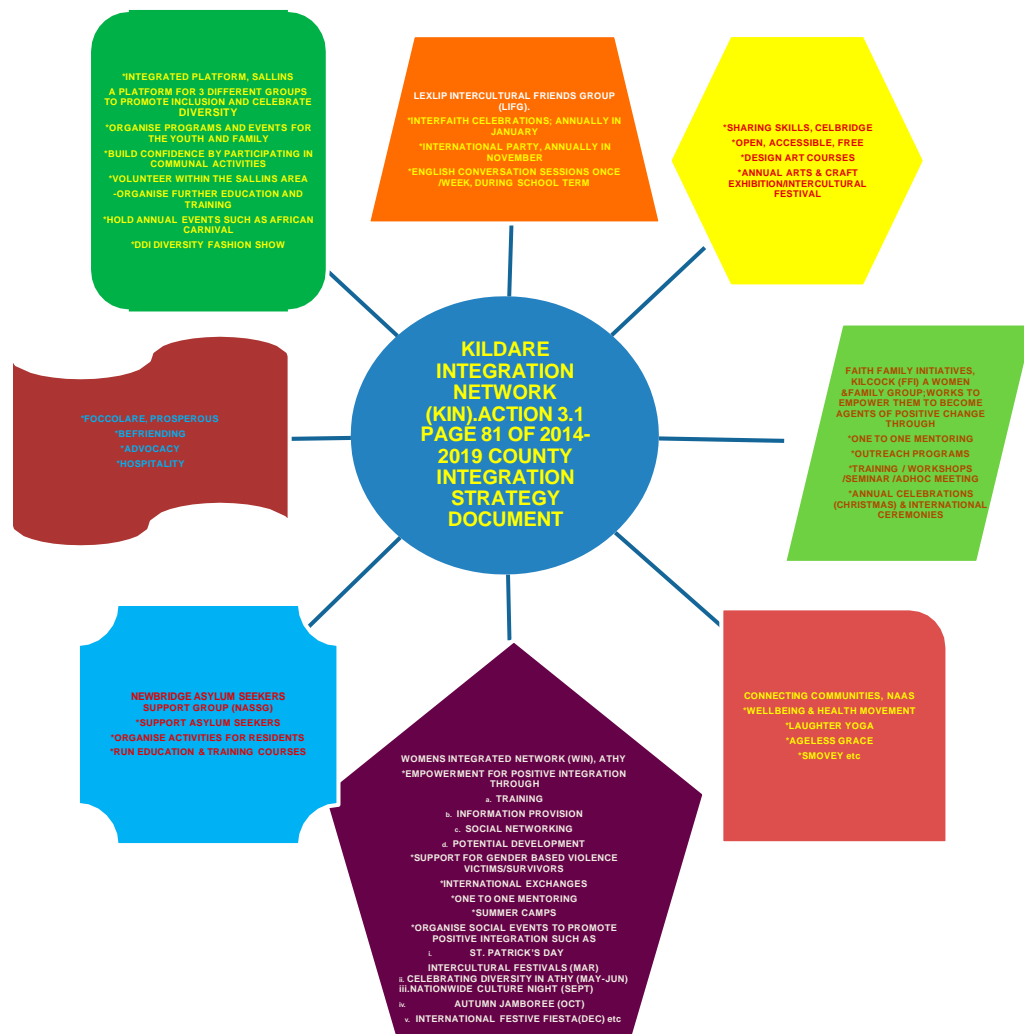 *INTEGRATED PLATFORM, SALLINS
A PLATFORM FOR 3 DIFFERENT GROUPS
TO PROMOTE INCLUSION AND CELEBRATE
DIVERSITY
*ORGANISE PROGRAMS AND EVENTS FOR
THE YOUTH AND FAMILY
*BUILD CONFIDENCE BY PARTICIPATING IN
COMMUNAL ACTIVITIES
*VOLUNTEER WITHIN THE SALLINS AREA
-ORGANISE FURTHER EDUCATION AND
TRAINING
*HOLD ANNUAL EVENTS SUCH AS AFRICAN
CARNIVAL
*DDI DIVERSITY FASHION SHOW
LEXLIP INTERCULTURAL FRIENDS GROUP
(LIFG).
*INTERFAITH CELEBRATIONS; ANNUALLY IN
JANUARY
*INTERNATIONAL PARTY, ANNUALLY IN
NOVEMBER
*ENGLISH CONVERSATION SESSIONS ONCE
/WEEK, DURING SCHOOL TERM
*SHARING SKILLS, CELBRIDGE
*OPEN, ACCESSIBLE, FREE
*DESIGN ART COURSES
*ANNUAL ARTS & CRAFT
EXHIBITION/INTERCULTURAL
FESTIVAL
KILDARE
INTEGRATION
NETWORK
(KIN).ACTION 3.1
PAGE 81 OF 2014-
2019 COUNTY
INTEGRATION
STRATEGY
DOCUMENT
*FOCCOLARE, PROSPEROUS
*BEFRIENDING
*ADVOCACY
*HOSPITALITY
FAITH FAMILY INITIATIVES,
KILCOCK (FFI) A WOMEN
&FAMILY GROUP;WORKS TO
EMPOWER THEM TO BECOME
AGENTS OF POSITIVE CHANGE
THROUGH
*ONE TO ONE MENTORING
*OUTREACH PROGRAMS
*TRAINING / WORKSHOPS
/SEMINAR /ADHOC MEETING
*ANNUAL CELEBRATIONS
(CHRISTMAS) & INTERNATIONAL
CEREMONIES
NEWBRIDGE ASYLUM SEEKERS
SUPPORT GROUP (NASSG)
*SUPPORT ASYLUM SEEKERS
*ORGANISE ACTIVITIES FOR RESIDENTS
*RUN EDUCATION & TRAINING COURSES
WOMENS INTEGRATED NETWORK (WIN), ATHY
*EMPOWERMENT FOR POSITIVE INTEGRATION
THROUGH
a. TRAINING
b. INFORMATION PROVISION
c. SOCIAL NETWORKING
d. POTENTIAL DEVELOPMENT
*SUPPORT FOR GENDER BASED VIOLENCE
VICTIMS/SURVIVORS
*INTERNATIONAL EXCHANGES
*ONE TO ONE MENTORING
*SUMMER CAMPS
*ORGANISE SOCIAL EVENTS TO PROMOTE
POSITIVE INTEGRATION SUCH AS
i. ST. PATRICK'S DAY
INTERCULTURAL FESTIVALS (MAR)
ii. CELEBRATING DIVERSITY IN ATHY (MAY-JUN)
iii.NATIONWIDE CULTURE NIGHT (SEPT)
iv. AUTUMN JAMBOREE (OCT)
v. INTERNATIONAL FESTIVE FIESTA(DEC) etc
CONNECTING COMMUNITIES, NAAS
*WELLBEING & HEALTH MOVEMENT
*LAUGHTER YOGA
*AGELESS GRACE
*SMOVEY etc